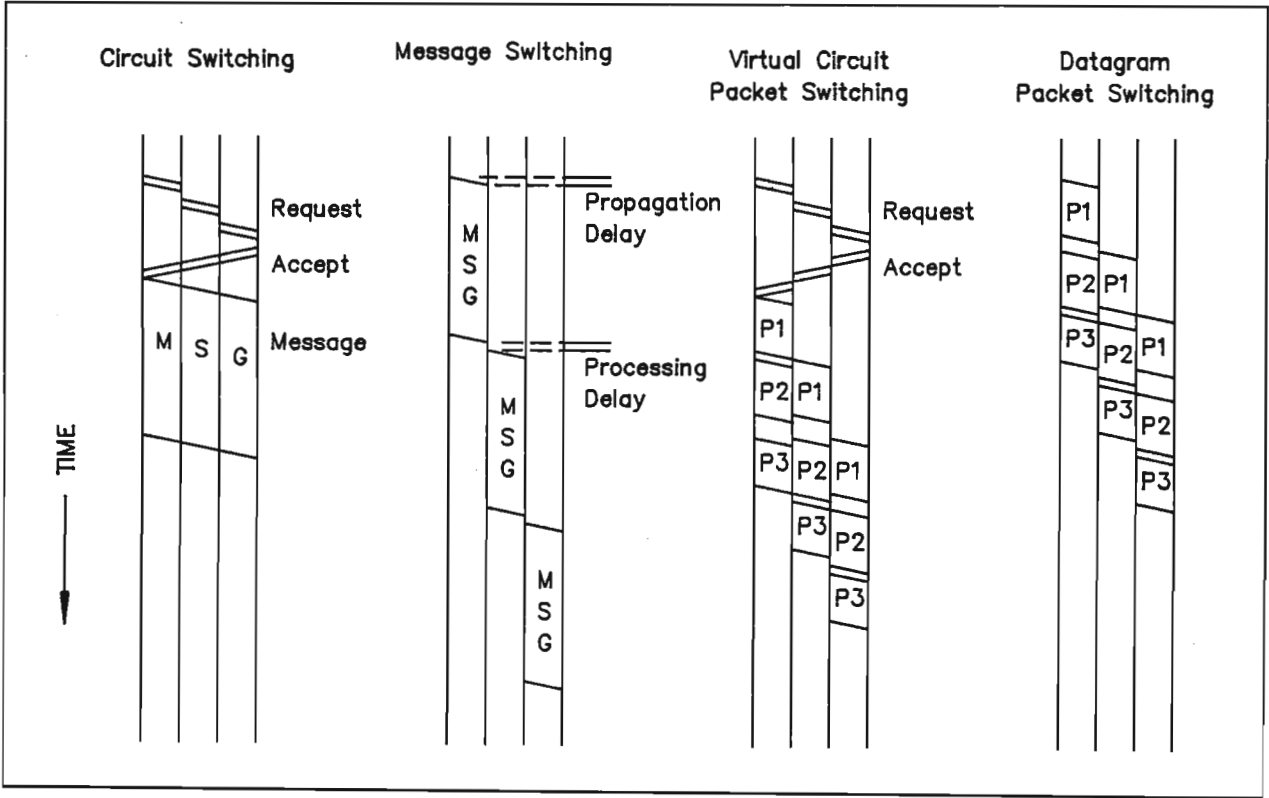 Circuit Switching
Request
Accept
M S G
Message
TIME
Message Switching
Propagation
Delay
M
S
G
Processing
Delay
M
S
G
M
S
G
Virtual Circuit
Packet Switching
Request
Accept
P1
P2 P1
P3 P2 P1
P3 P2
P3
Datagram
Packet Switching
P1
P2 P1
P3 P2 P1
P3 P2
P3